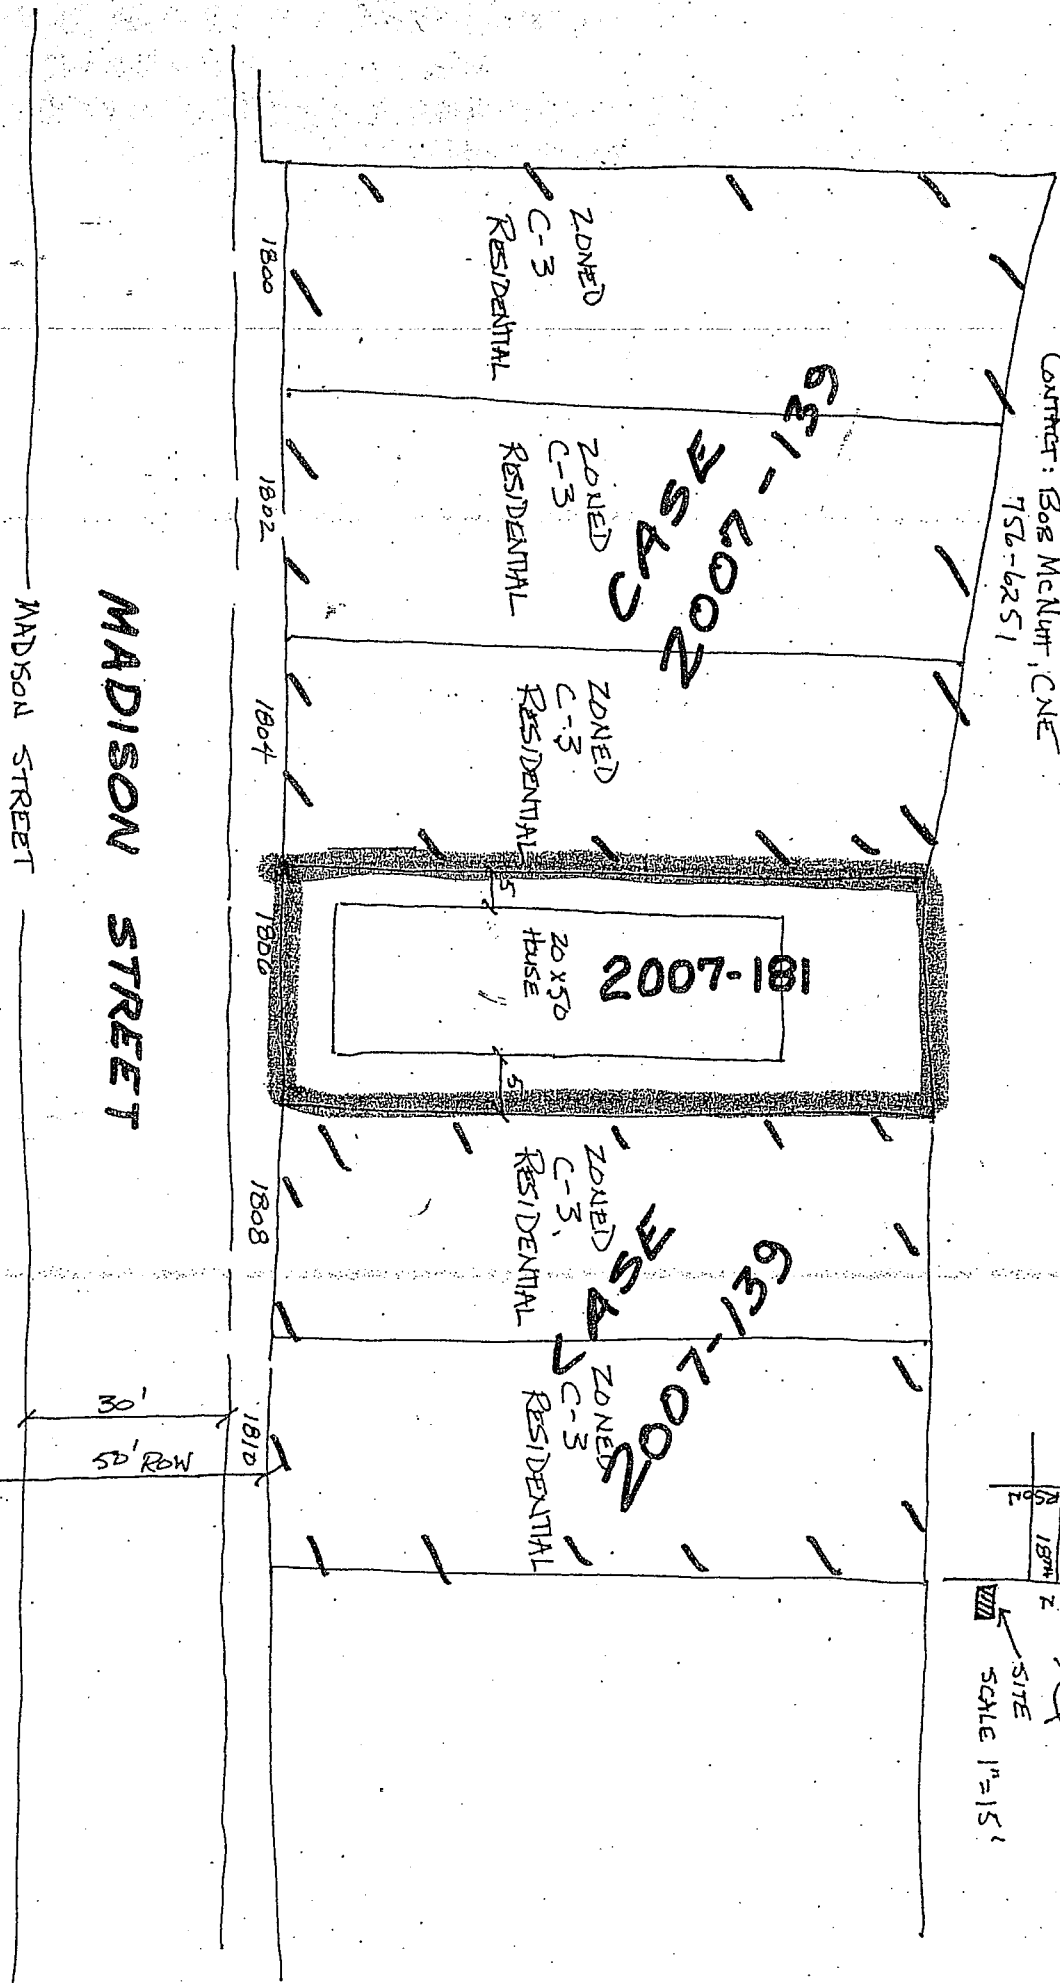 CONTACT: BOB McNutt, CNE
756-6251
18TH
SITE
SCALE 1"=15'
ZONED
C-3
RESIDENTIAL
ZONED
C-3
RESIDENTIAL
ZONED
C-3
RESIDENTIAL
CASE
2007-139
5
2007-181
20 x 50
HOUSE
5
ZONED
C-3
RESIDENTIAL
ZONED
C-3
RESIDENTIAL
CASE
2007-139
1800
1802
1804
1806
1808
1810
30'
50' ROW
MADISON STREET
MADISON STREET